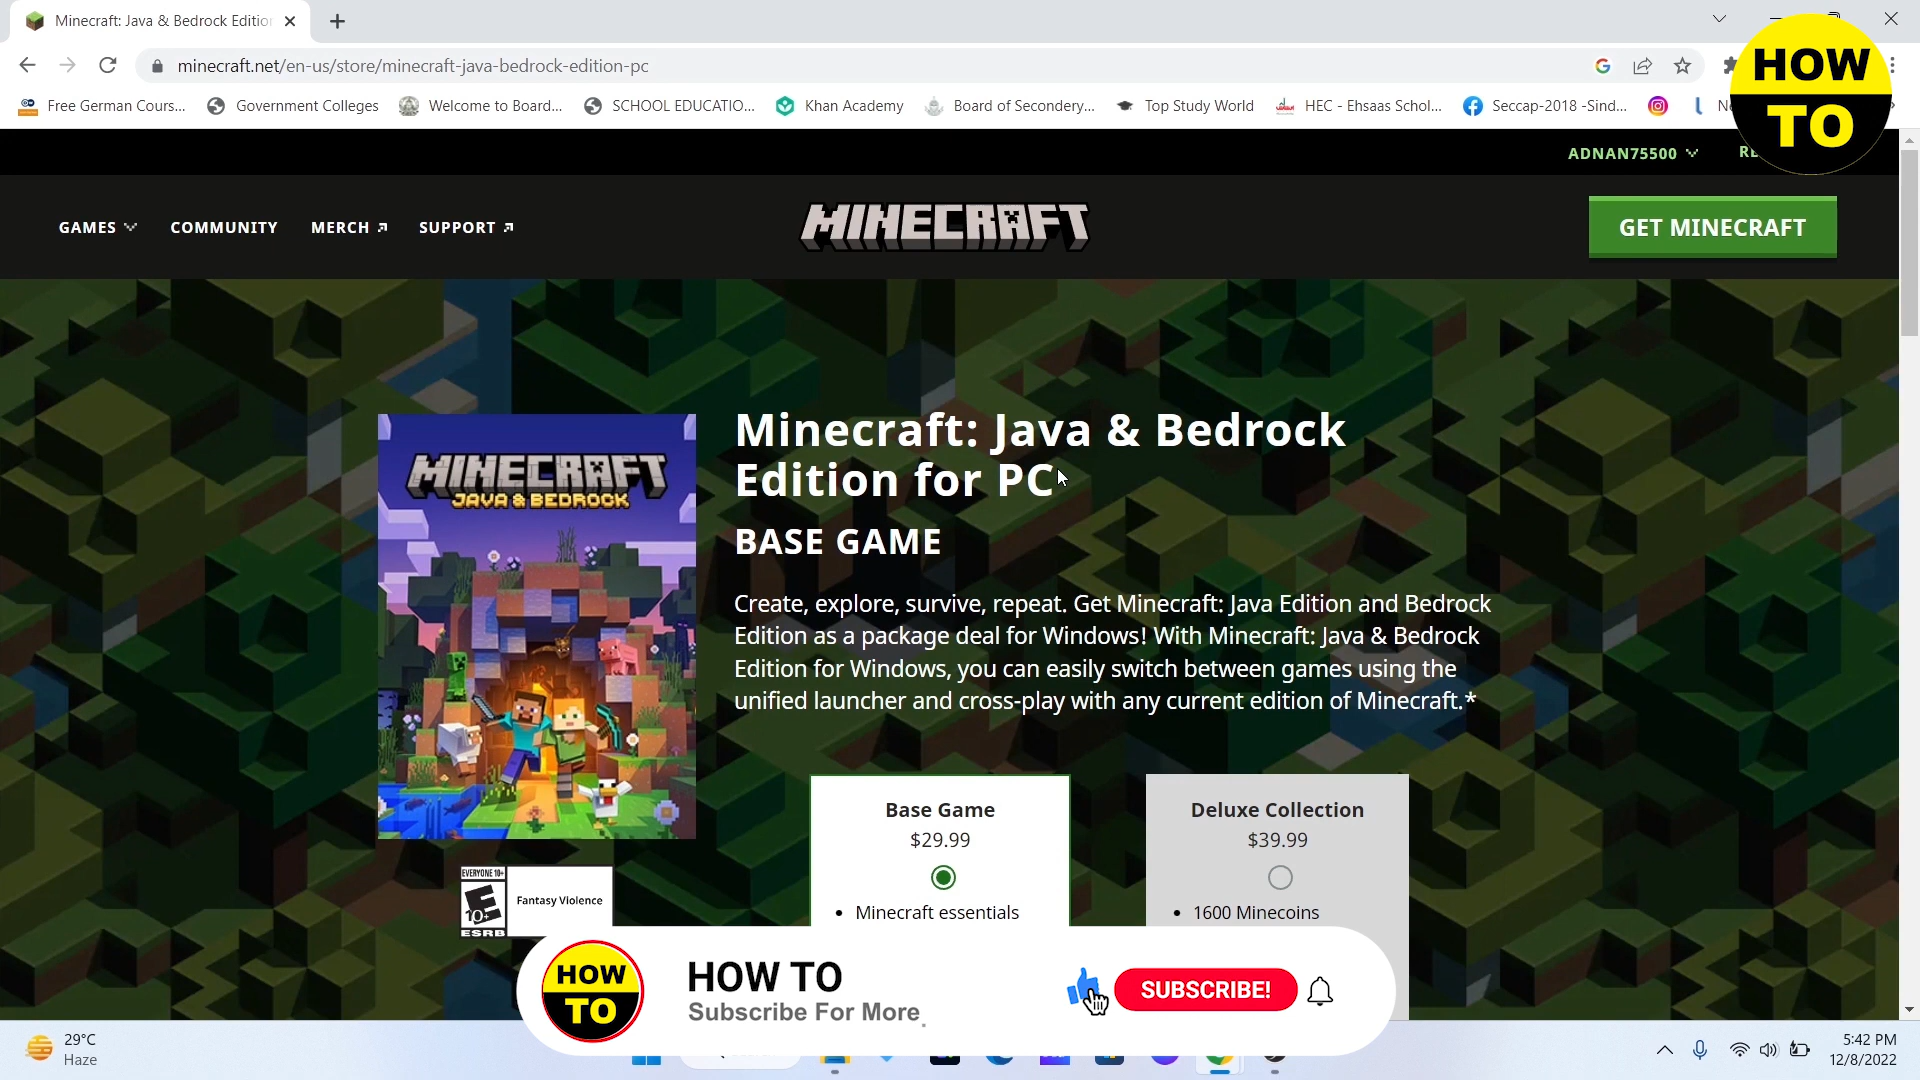 Minecraft: Java & Bedrock Editio
minecraft.net/en-us/store/minecraft-java-bedrock-edition-pc
Free German Cours... Government Colleges Welcome to Board... SCHOOL EDUCATIO... Khan Academy Board of Secondery... Top Study World HEC - Ehsaas Schol... Seccap-2018 -Sind...
HOW
TO
ADNAN75500
GAMES COMMUNITY MERCH SUPPORT
MINECRAFT
GET MINECRAFT
MINECRAFT
JAVA & BEDROCK
Minecraft: Java & Bedrock
Edition for PC
BASE GAME
Create, explore, survive, repeat. Get Minecraft: Java Edition and Bedrock
Edition as a package deal for Windows! With Minecraft: Java & Bedrock
Edition for Windows, you can easily switch between games using the
unified launcher and cross-play with any current edition of Minecraft.*
Base Game
$29.99
• Minecraft essentials
Deluxe Collection
$39.99
• 1600 Minecoins
EVERYONE 10+
E
10+
ESRB
Fantasy Violence
HOW
TO
HOW TO
Subscribe For More.
SUBSCRIBE!
29°C
Haze
5:42 PM
12/8/2022